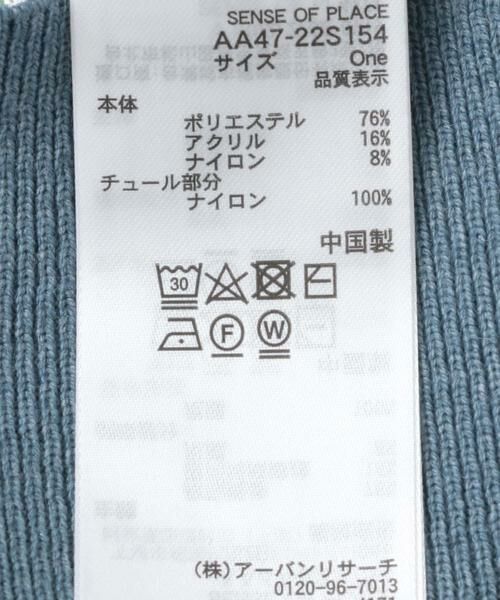 SENSE OF PLACE
AA47-22S154
サイズ One
品質表示
本体
ポリエステル 76%
アクリル 16%
ナイロン 8%
チュール部分
ナイロン 100%
中国製
30
F W
(株)アーバンリサーチ
0120-96-7013